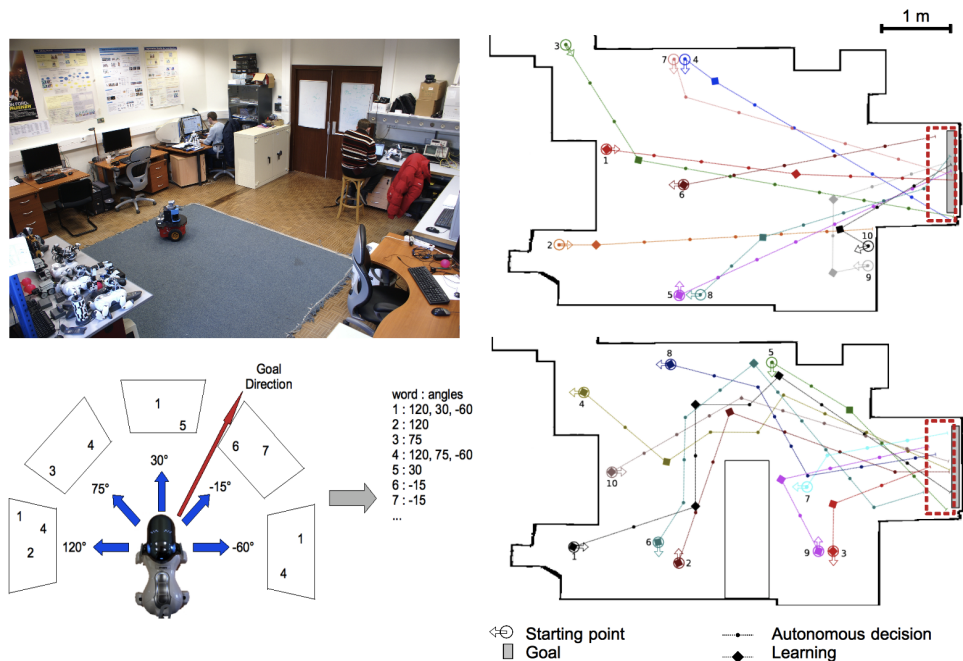 1 m
3
7
4
1
6
2
10
9
5
8
Goal
Direction
1
5
4
3
6
7
30°
75°
-15°
1
4
2
120°
-60°
1
4
word : angles
1 : 120, 30, -60
2 : 120
3 : 75
4 : 120, 75, -60
5 : 30
6 : -15
7 : -15
...
8
5
4
10
7
1
6
2
9
3
Starting point
Goal
Autonomous decision
Learning